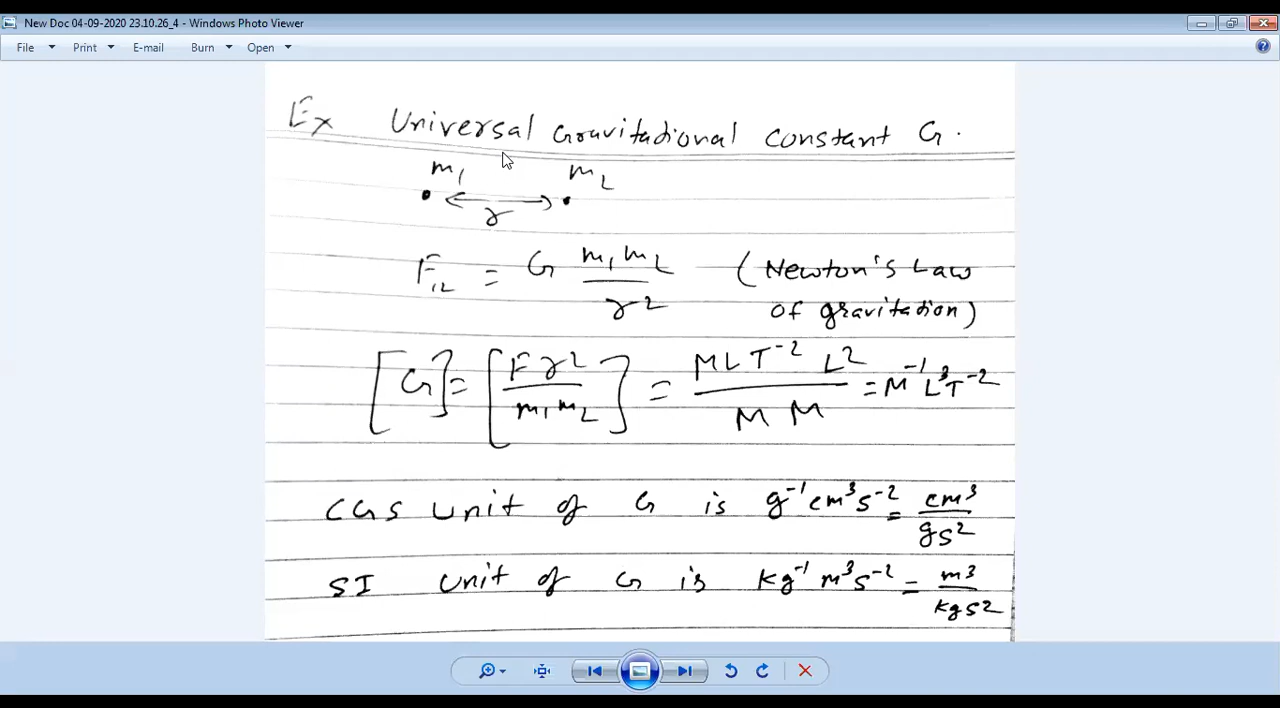 New Doc 04-09-2020 23.10.26_4 - Windows Photo Viewer
File Print E-mail Burn Open
Ex Universal Gravitadional constant G.
m₁ m₂
r
F₁₂ = G m₁m₂ / r² (Newton's Law
of gravitation)
[G] = [F r² / m₁m₂] = MLT⁻² L² / M M = M⁻¹L³T⁻²
CGS unit of G is g⁻¹cm³s⁻² = cm³ / gs²
SI unit of G is kg⁻¹m³s⁻² = m³ / kgs²